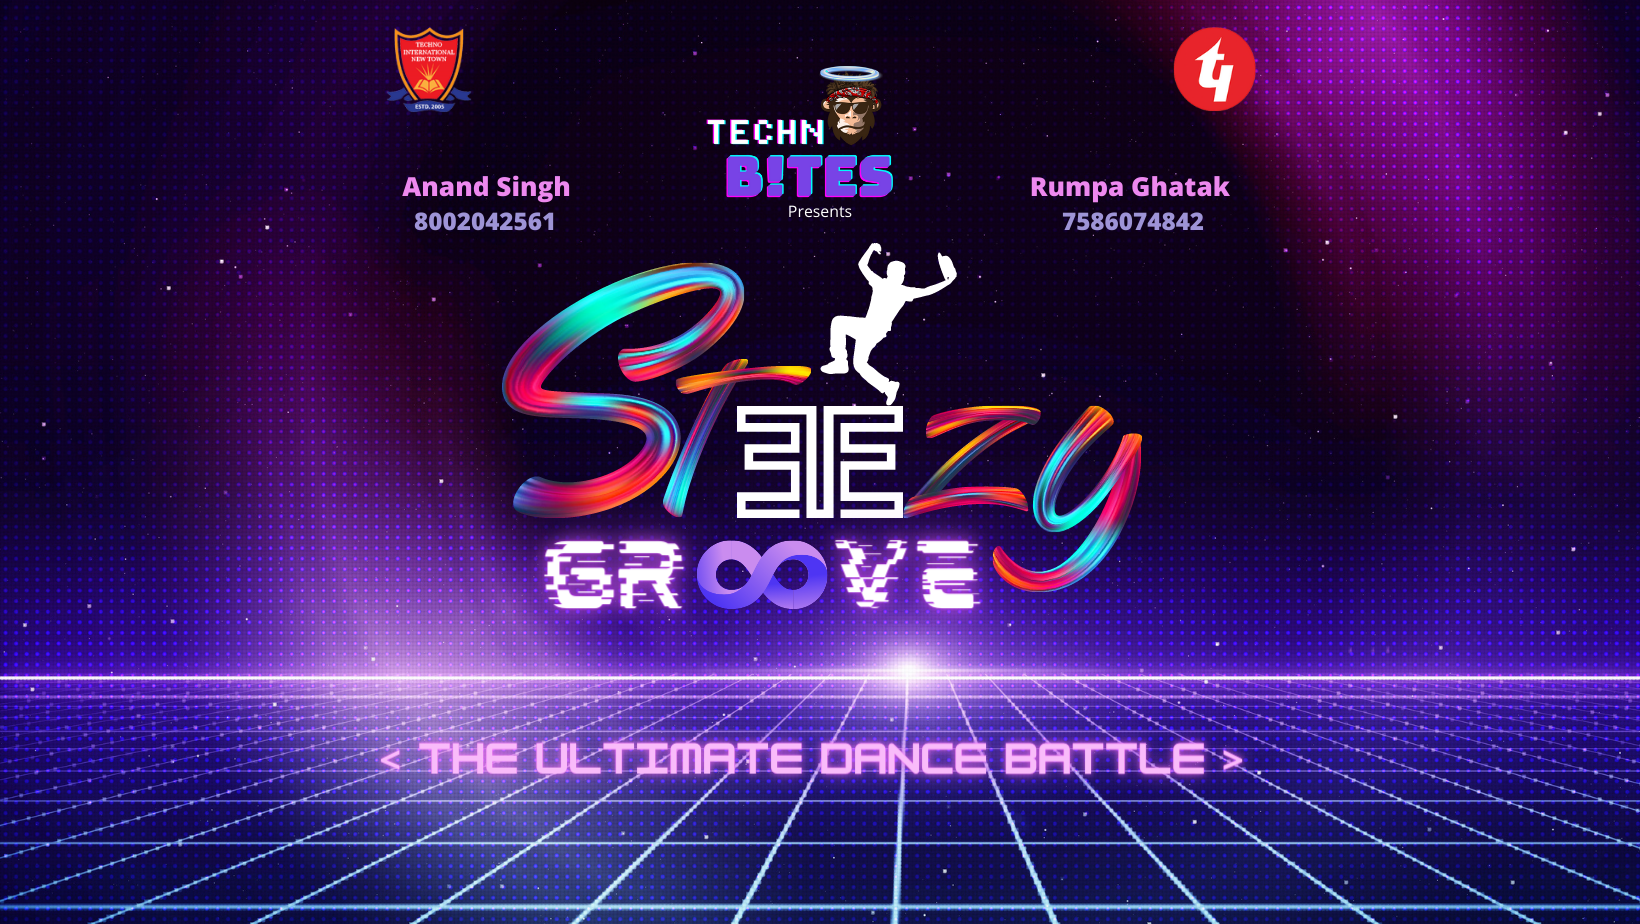 TECHNO
INTERNATIONAL
NEW TOWN
ESTD. 2005
TECHNO
B!TES
Presents
Anand Singh
8002042561
Rumpa Ghatak
7586074842
STEEZY
GROOVE
< THE ULTIMATE DANCE BATTLE >